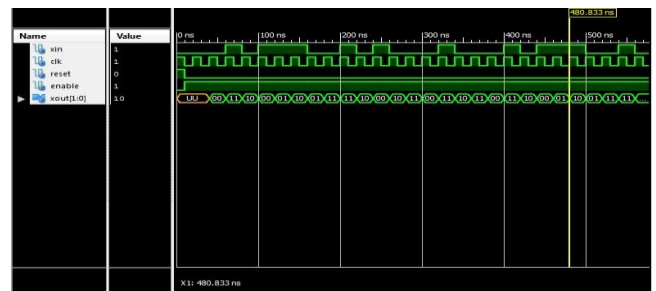 480.833 ns
Name Value 0 ns 100 ns 200 ns 300 ns 400 ns 500 ns
xin 1
clk 1
reset 0
enable 1
xout[1:0] 10 UU 00 11 10 00 01 10 01 11 11 10 00 10 11 00 11 10 11 00 01 10 00 01 10 01 11 11 ...
X1: 480.833 ns